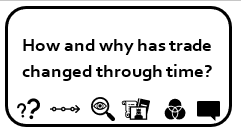 How and why has trade
changed through time?
??